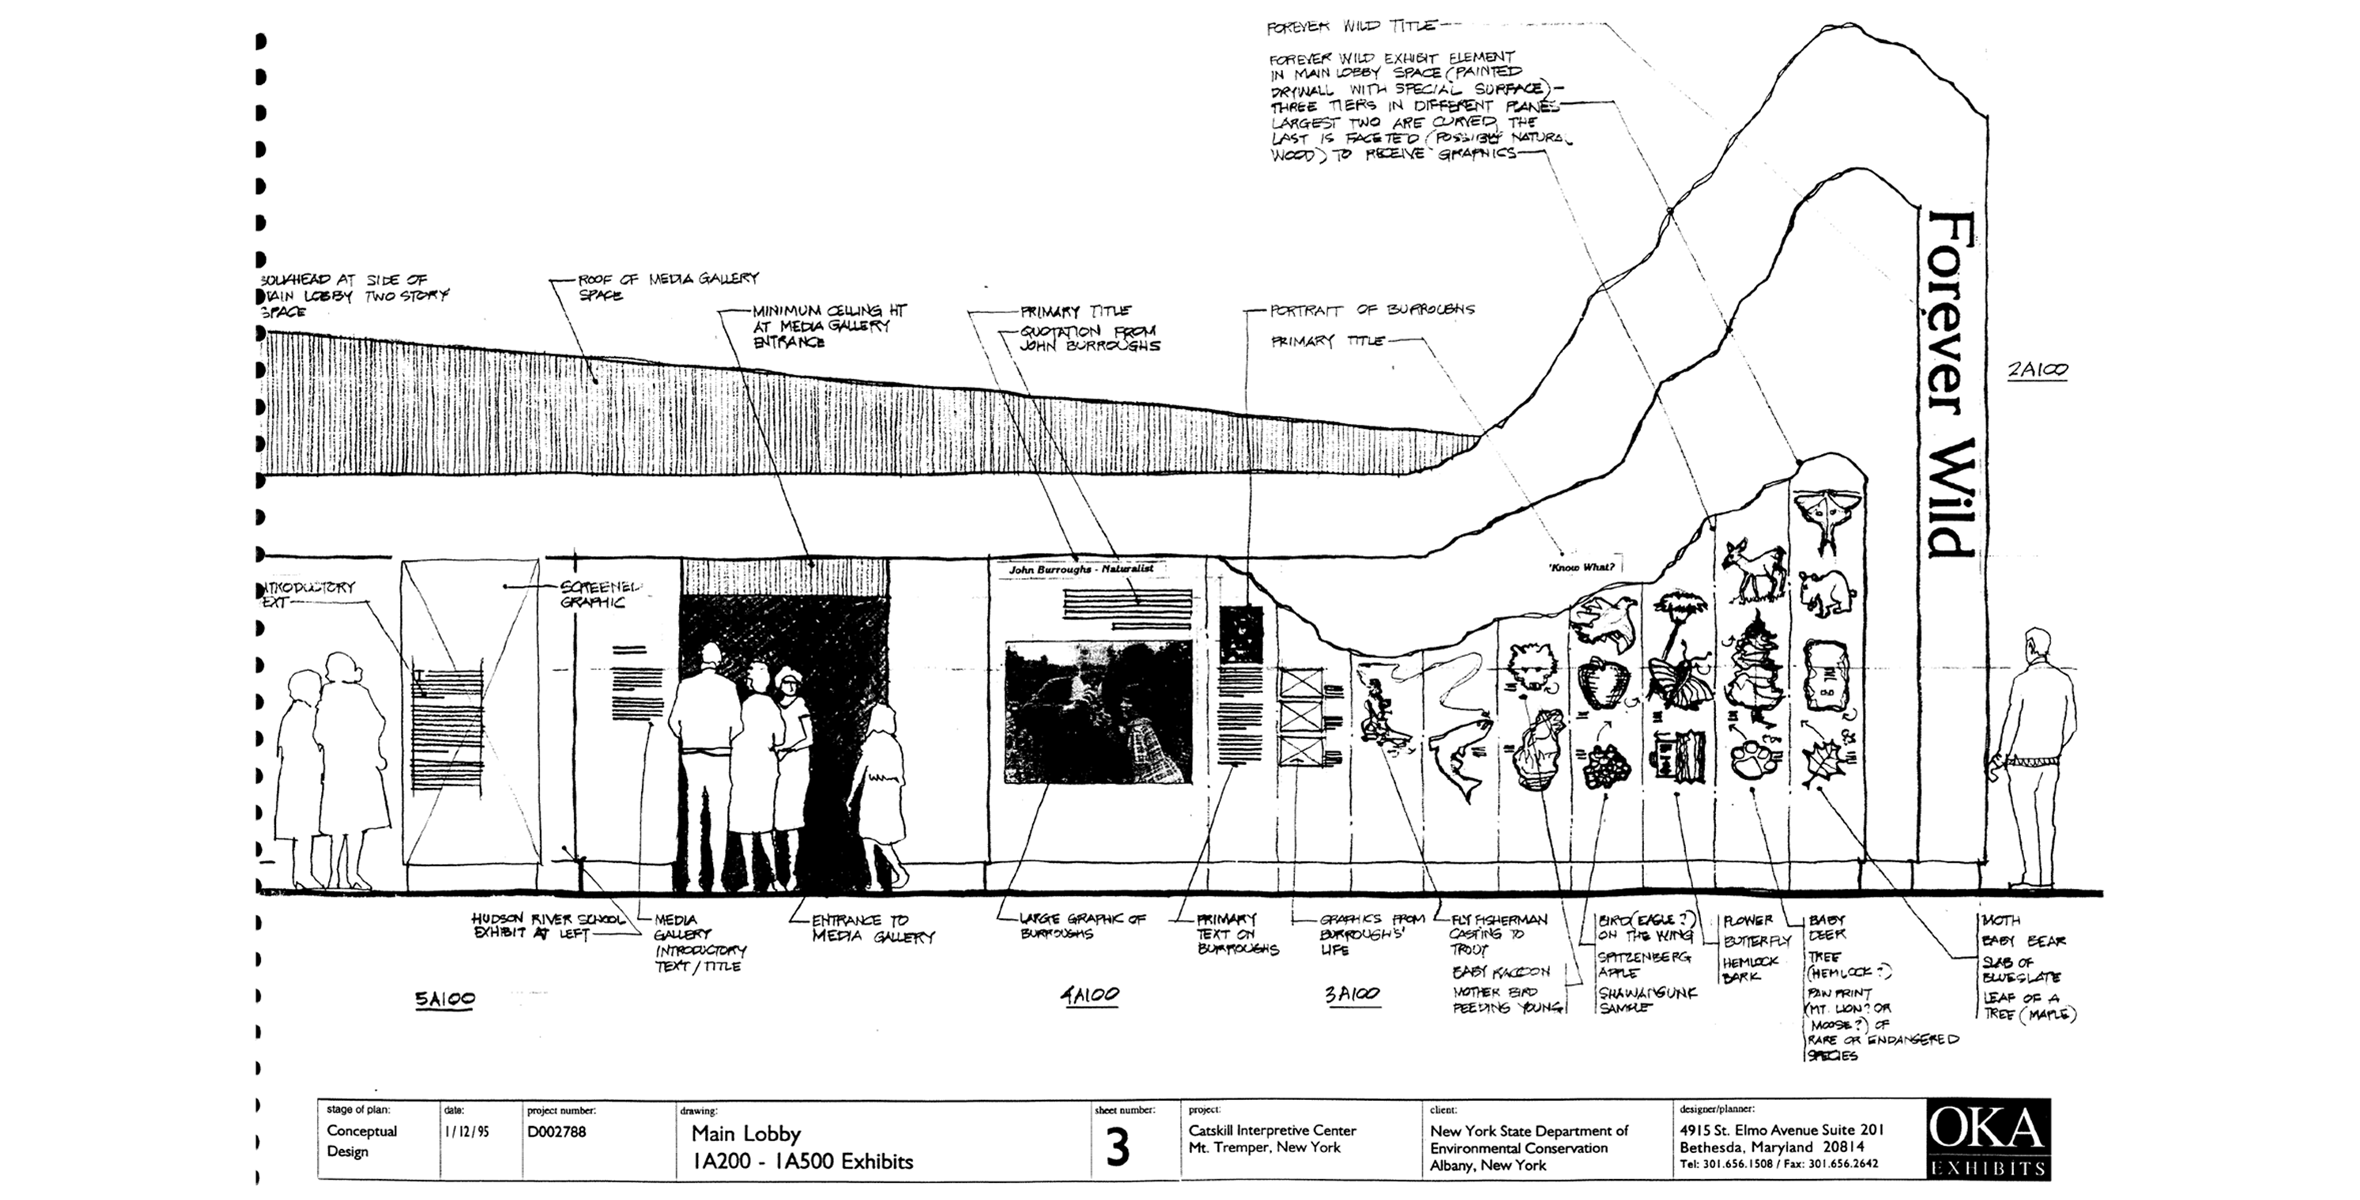 FOREVER WILD TITLE
FOREVER WILD EXHIBIT ELEMENT
IN MAIN LOBBY SPACE (PAINTED
DRYWALL WITH SPECIAL SURFACE)-
THREE TIERS IN DIFFERENT PLANES
LARGEST TWO ARE CURVED, THE
LAST IS FACETED (POSSIBLY NATURAL
WOOD) TO RECEIVE GRAPHICS
BULKHEAD AT SIDE OF
MAIN LOBBY TWO STORY
SPACE
ROOF OF MEDIA GALLERY
SPACE
MINIMUM CEILING HT
AT MEDIA GALLERY
ENTRANCE
PRIMARY TITLE
QUOTATION FROM
JOHN BURROUGHS
PORTRAIT OF BURROUGHS
PRIMARY TITLE
Forever Wild
2A100
INTRODUCTORY
TEXT
SCREENED
GRAPHIC
John Burroughs - Naturalist
'Know What?
HUDSON RIVER SCHOOL
EXHIBIT AT LEFT
MEDIA
GALLERY
INTRODUCTORY
TEXT / TITLE
ENTRANCE TO
MEDIA GALLERY
LARGE GRAPHIC OF
BURROUGHS
PRIMARY
TEXT ON
BURROUGHS
GRAPHICS FROM
BURROUGHS'
LIFE
FLY FISHERMAN
CASTING TO
TROUT
BABY RACOON
MOTHER BIRD
FEEDING YOUNG
BIRD (EAGLE?)
ON THE WING
SPITZENBERG
APPLE
SHAWANGUNK
SAMPLE
FLOWER
BUTTERFLY
HEMLOCK
BARK
BABY
DEER
TREE
(HEMLOCK?)
PAW PRINT
(MT. LION? OR
MOOSE?) OF
RARE OR ENDANGERED
SPECIES
MOTH
BABY BEAR
SLAB OF
BLUESLATE
LEAF OF A
TREE (MAPLE)
5A100
4A100
3A100
stage of plan:
Conceptual
Design
date:
1/12/95
project number:
D002788
drawing:
Main Lobby
1A200 - 1A500 Exhibits
sheet number:
3
project:
Catskill Interpretive Center
Mt. Tremper, New York
client:
New York State Department of
Environmental Conservation
Albany, New York
designer/planner:
4915 St. Elmo Avenue Suite 201
Bethesda, Maryland 20814
Tel: 301.656.1508 / Fax: 301.656.2642
OKA
EXHIBITS